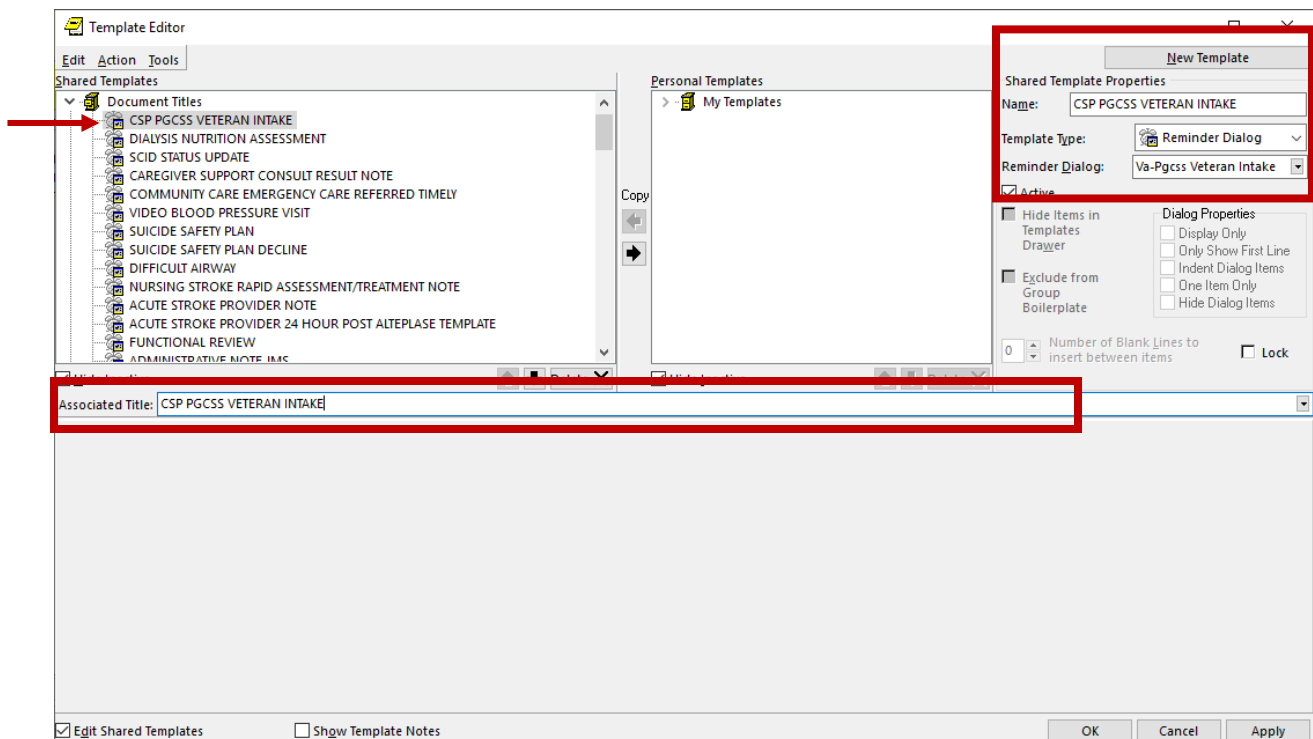 Template Editor
Edit Action Tools
New Template
Shared Templates
Personal Templates
Shared Template Properties
Document Titles
My Templates
Name: CSP PGCSS VETERAN INTAKE
CSP PGCSS VETERAN INTAKE
DIALYSIS NUTRITION ASSESSMENT
Template Type: Reminder Dialog
SCID STATUS UPDATE
Reminder Dialog: Va-Pgcss Veteran Intake
CAREGIVER SUPPORT CONSULT RESULT NOTE
COMMUNITY CARE EMERGENCY CARE REFERRED TIMELY
Copy
Active
VIDEO BLOOD PRESSURE VISIT
SUICIDE SAFETY PLAN
SUICIDE SAFETY PLAN DECLINE
DIFFICULT AIRWAY
NURSING STROKE RAPID ASSESSMENT/TREATMENT NOTE
ACUTE STROKE PROVIDER NOTE
ACUTE STROKE PROVIDER 24 HOUR POST ALTEPLASE TEMPLATE
FUNCTIONAL REVIEW
ADMINISTRATIVE NOTE IMS
Hide Items in
Templates
Drawer
Exclude from
Group
Boilerplate
Dialog Properties
Display Only
Only Show First Line
Indent Dialog Items
One Item Only
Hide Dialog Items
0 Number of Blank Lines to
insert between items
Lock
Associated Title: CSP PGCSS VETERAN INTAKE
Edit Shared Templates
Show Template Notes
OK Cancel Apply